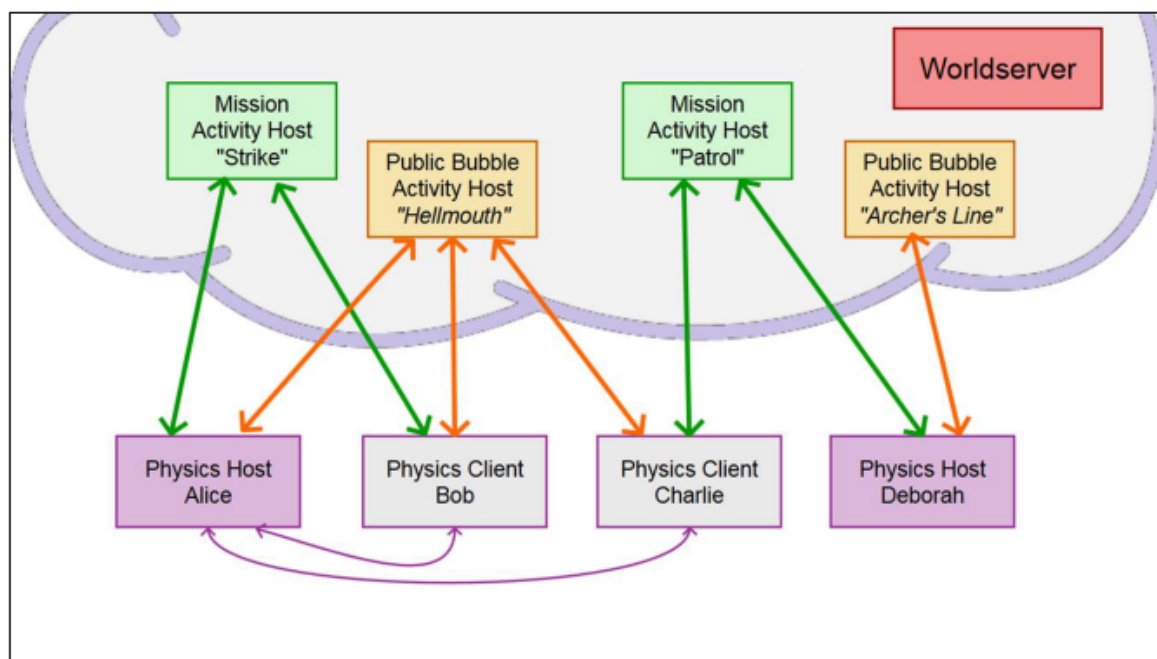 Worldserver
Mission
Activity Host
"Strike"
Public Bubble
Activity Host
"Hellmouth"
Mission
Activity Host
"Patrol"
Public Bubble
Activity Host
"Archer's Line"
Physics Host
Alice
Physics Client
Bob
Physics Client
Charlie
Physics Host
Deborah